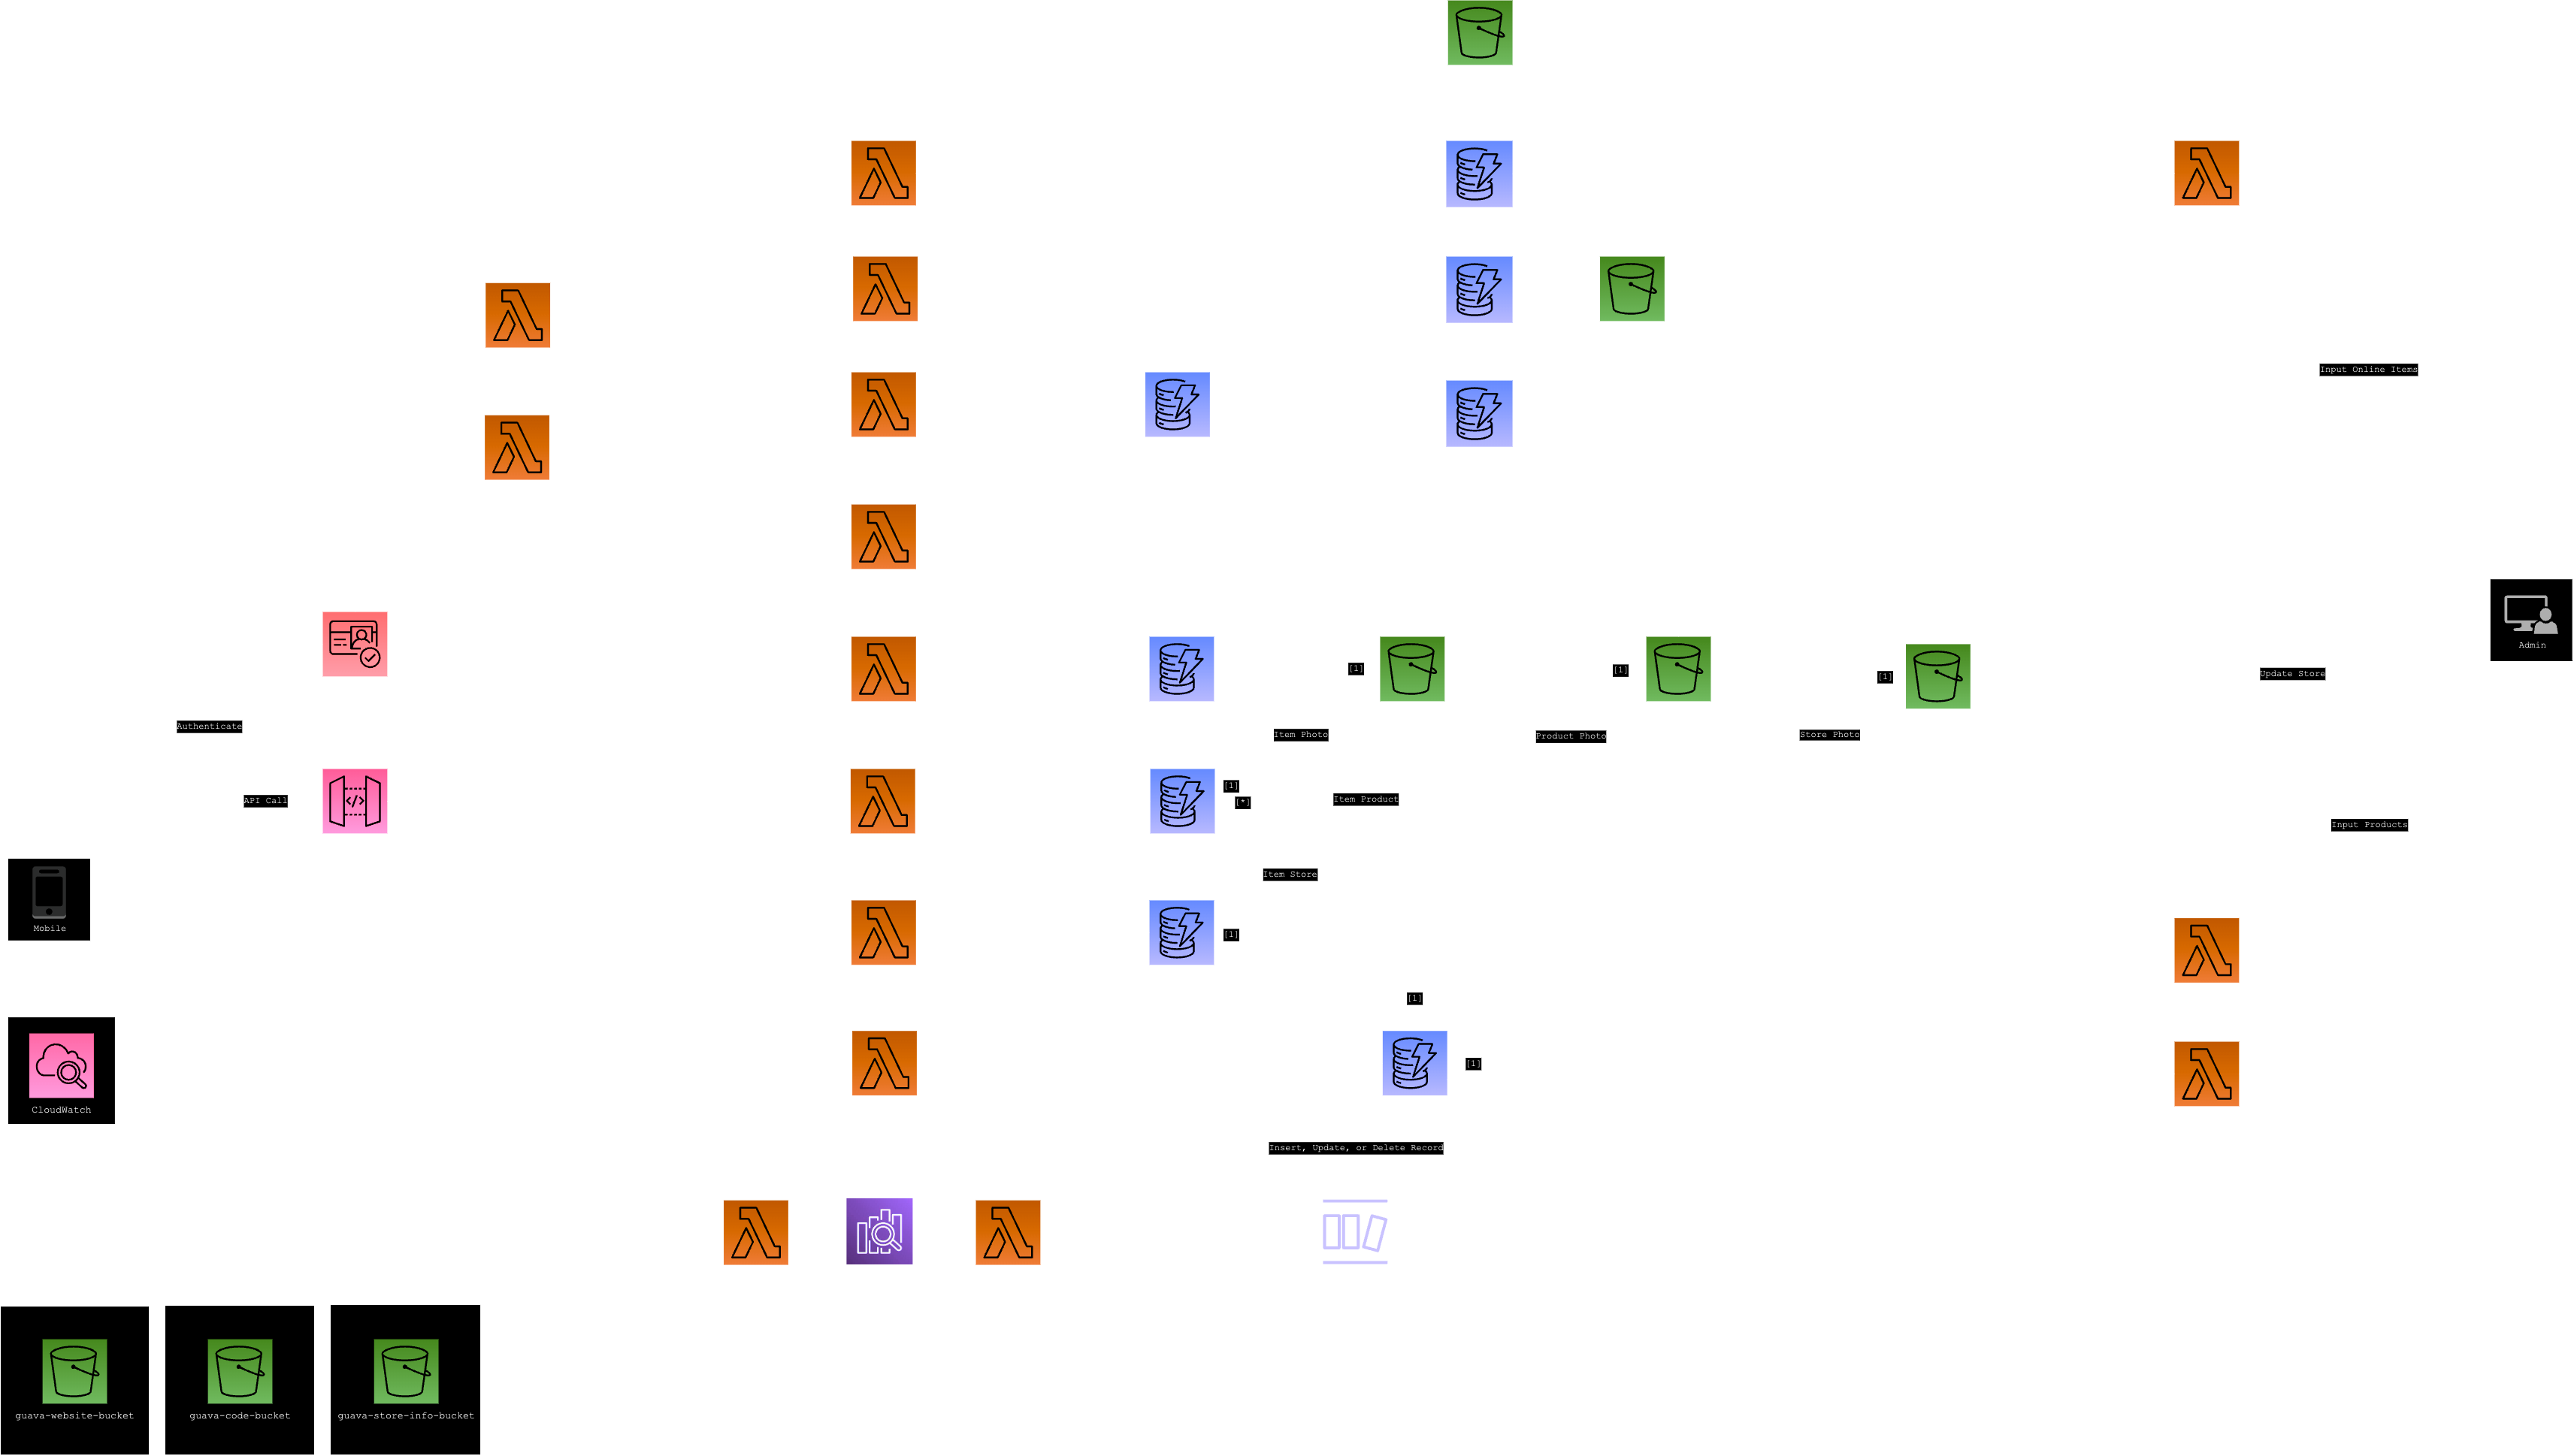 Input Online Items
Admin
[1]
[1]
[1]
Update Store
Authenticate
Item Photo
Product Photo
Store Photo
[1]
[*]
API Call
Item Product
Input Products
Item Store
Mobile
[1]
[1]
[1]
CloudWatch
Insert, Update, or Delete Record
guava-website-bucket
guava-code-bucket
guava-store-info-bucket